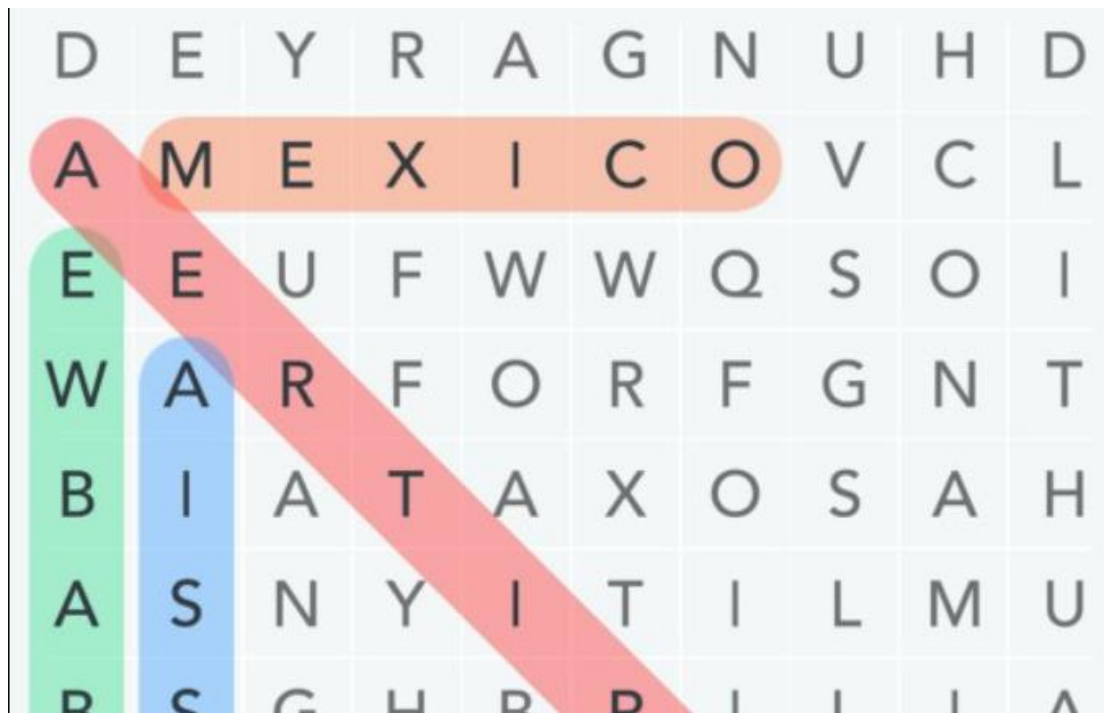 D E Y R A G N U H D
A M E X I C O V C L
E E U F W W Q S O I
W A R F O R F G N T
B I A T A X O S A H
A S N Y I T I L M U